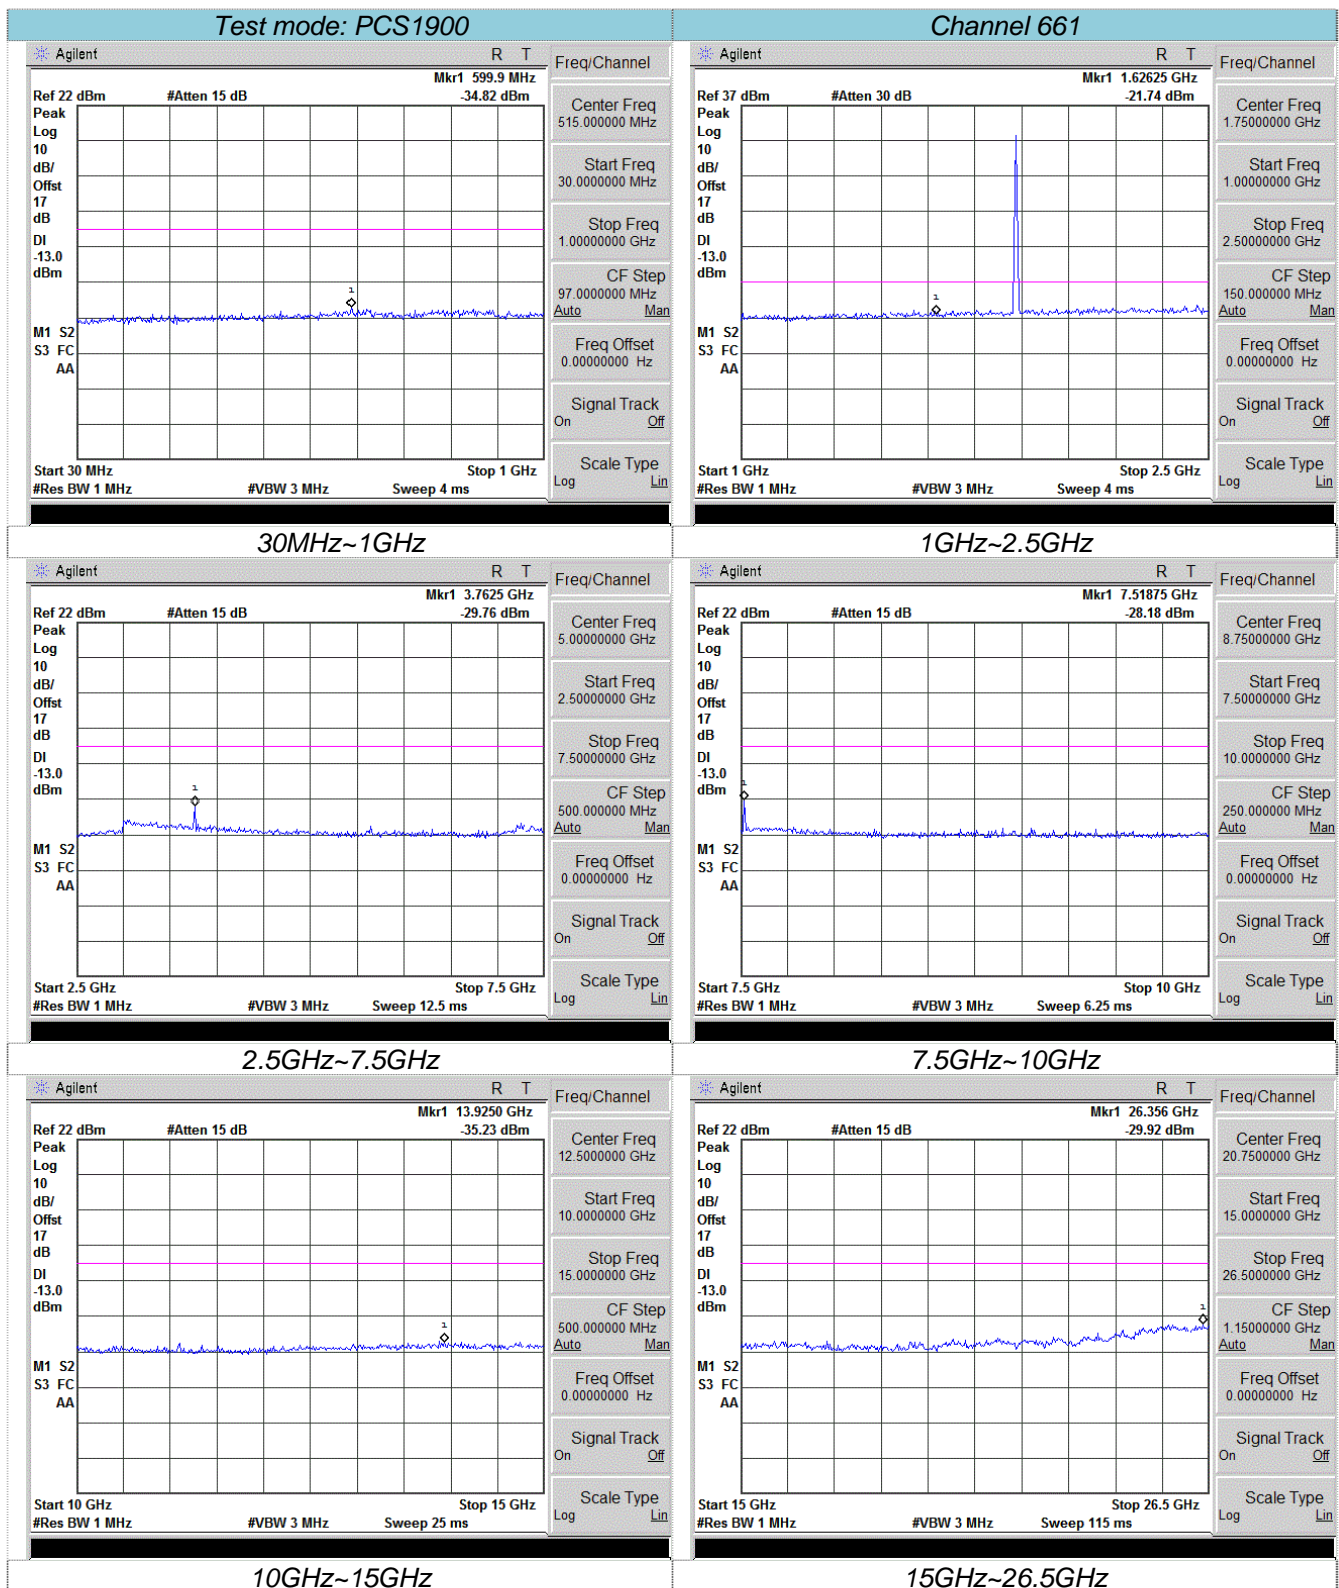 Test mode: PCS1900
Channel 661
Agilent R T
Freq/Channel
Mkr1 599.9 MHz
Ref 22 dBm #Atten 15 dB -34.82 dBm
Peak
Log
10
dB/
Offst
17
dB
DI
-13.0
dBm
M1 S2
S3 FC
AA
1
Start 30 MHz Stop 1 GHz
#Res BW 1 MHz #VBW 3 MHz Sweep 4 ms
Center Freq
515.000000 MHz
Start Freq
30.0000000 MHz
Stop Freq
1.00000000 GHz
CF Step
97.0000000 MHz
Auto Man
Freq Offset
0.00000000 Hz
Signal Track
On Off
Scale Type
Log Lin
30MHz~1GHz
Agilent R T
Freq/Channel
Mkr1 1.62625 GHz
Ref 37 dBm #Atten 30 dB -21.74 dBm
Peak
Log
10
dB/
Offst
17
dB
DI
-13.0
dBm
M1 S2
S3 FC
AA
1
Start 1 GHz Stop 2.5 GHz
#Res BW 1 MHz #VBW 3 MHz Sweep 4 ms
Center Freq
1.75000000 GHz
Start Freq
1.00000000 GHz
Stop Freq
2.50000000 GHz
CF Step
150.000000 MHz
Auto Man
Freq Offset
0.00000000 Hz
Signal Track
On Off
Scale Type
Log Lin
1GHz~2.5GHz
Agilent R T
Freq/Channel
Mkr1 3.7625 GHz
Ref 22 dBm #Atten 15 dB -29.76 dBm
Peak
Log
10
dB/
Offst
17
dB
DI
-13.0
dBm
M1 S2
S3 FC
AA
1
Start 2.5 GHz Stop 7.5 GHz
#Res BW 1 MHz #VBW 3 MHz Sweep 12.5 ms
Center Freq
5.00000000 GHz
Start Freq
2.50000000 GHz
Stop Freq
7.50000000 GHz
CF Step
500.000000 MHz
Auto Man
Freq Offset
0.00000000 Hz
Signal Track
On Off
Scale Type
Log Lin
2.5GHz~7.5GHz
Agilent R T
Freq/Channel
Mkr1 7.51875 GHz
Ref 22 dBm #Atten 15 dB -28.18 dBm
Peak
Log
10
dB/
Offst
17
dB
DI
-13.0
dBm
M1 S2
S3 FC
AA
1
Start 7.5 GHz Stop 10 GHz
#Res BW 1 MHz #VBW 3 MHz Sweep 6.25 ms
Center Freq
8.75000000 GHz
Start Freq
7.50000000 GHz
Stop Freq
10.0000000 GHz
CF Step
250.000000 MHz
Auto Man
Freq Offset
0.00000000 Hz
Signal Track
On Off
Scale Type
Log Lin
7.5GHz~10GHz
Agilent R T
Freq/Channel
Mkr1 13.9250 GHz
Ref 22 dBm #Atten 15 dB -35.23 dBm
Peak
Log
10
dB/
Offst
17
dB
DI
-13.0
dBm
M1 S2
S3 FC
AA
1
Start 10 GHz Stop 15 GHz
#Res BW 1 MHz #VBW 3 MHz Sweep 25 ms
Center Freq
12.5000000 GHz
Start Freq
10.0000000 GHz
Stop Freq
15.0000000 GHz
CF Step
500.000000 MHz
Auto Man
Freq Offset
0.00000000 Hz
Signal Track
On Off
Scale Type
Log Lin
10GHz~15GHz
Agilent R T
Freq/Channel
Mkr1 26.356 GHz
Ref 22 dBm #Atten 15 dB -29.92 dBm
Peak
Log
10
dB/
Offst
17
dB
DI
-13.0
dBm
M1 S2
S3 FC
AA
1
Start 15 GHz Stop 26.5 GHz
#Res BW 1 MHz #VBW 3 MHz Sweep 115 ms
Center Freq
20.7500000 GHz
Start Freq
15.0000000 GHz
Stop Freq
26.5000000 GHz
CF Step
1.15000000 GHz
Auto Man
Freq Offset
0.00000000 Hz
Signal Track
On Off
Scale Type
Log Lin
15GHz~26.5GHz